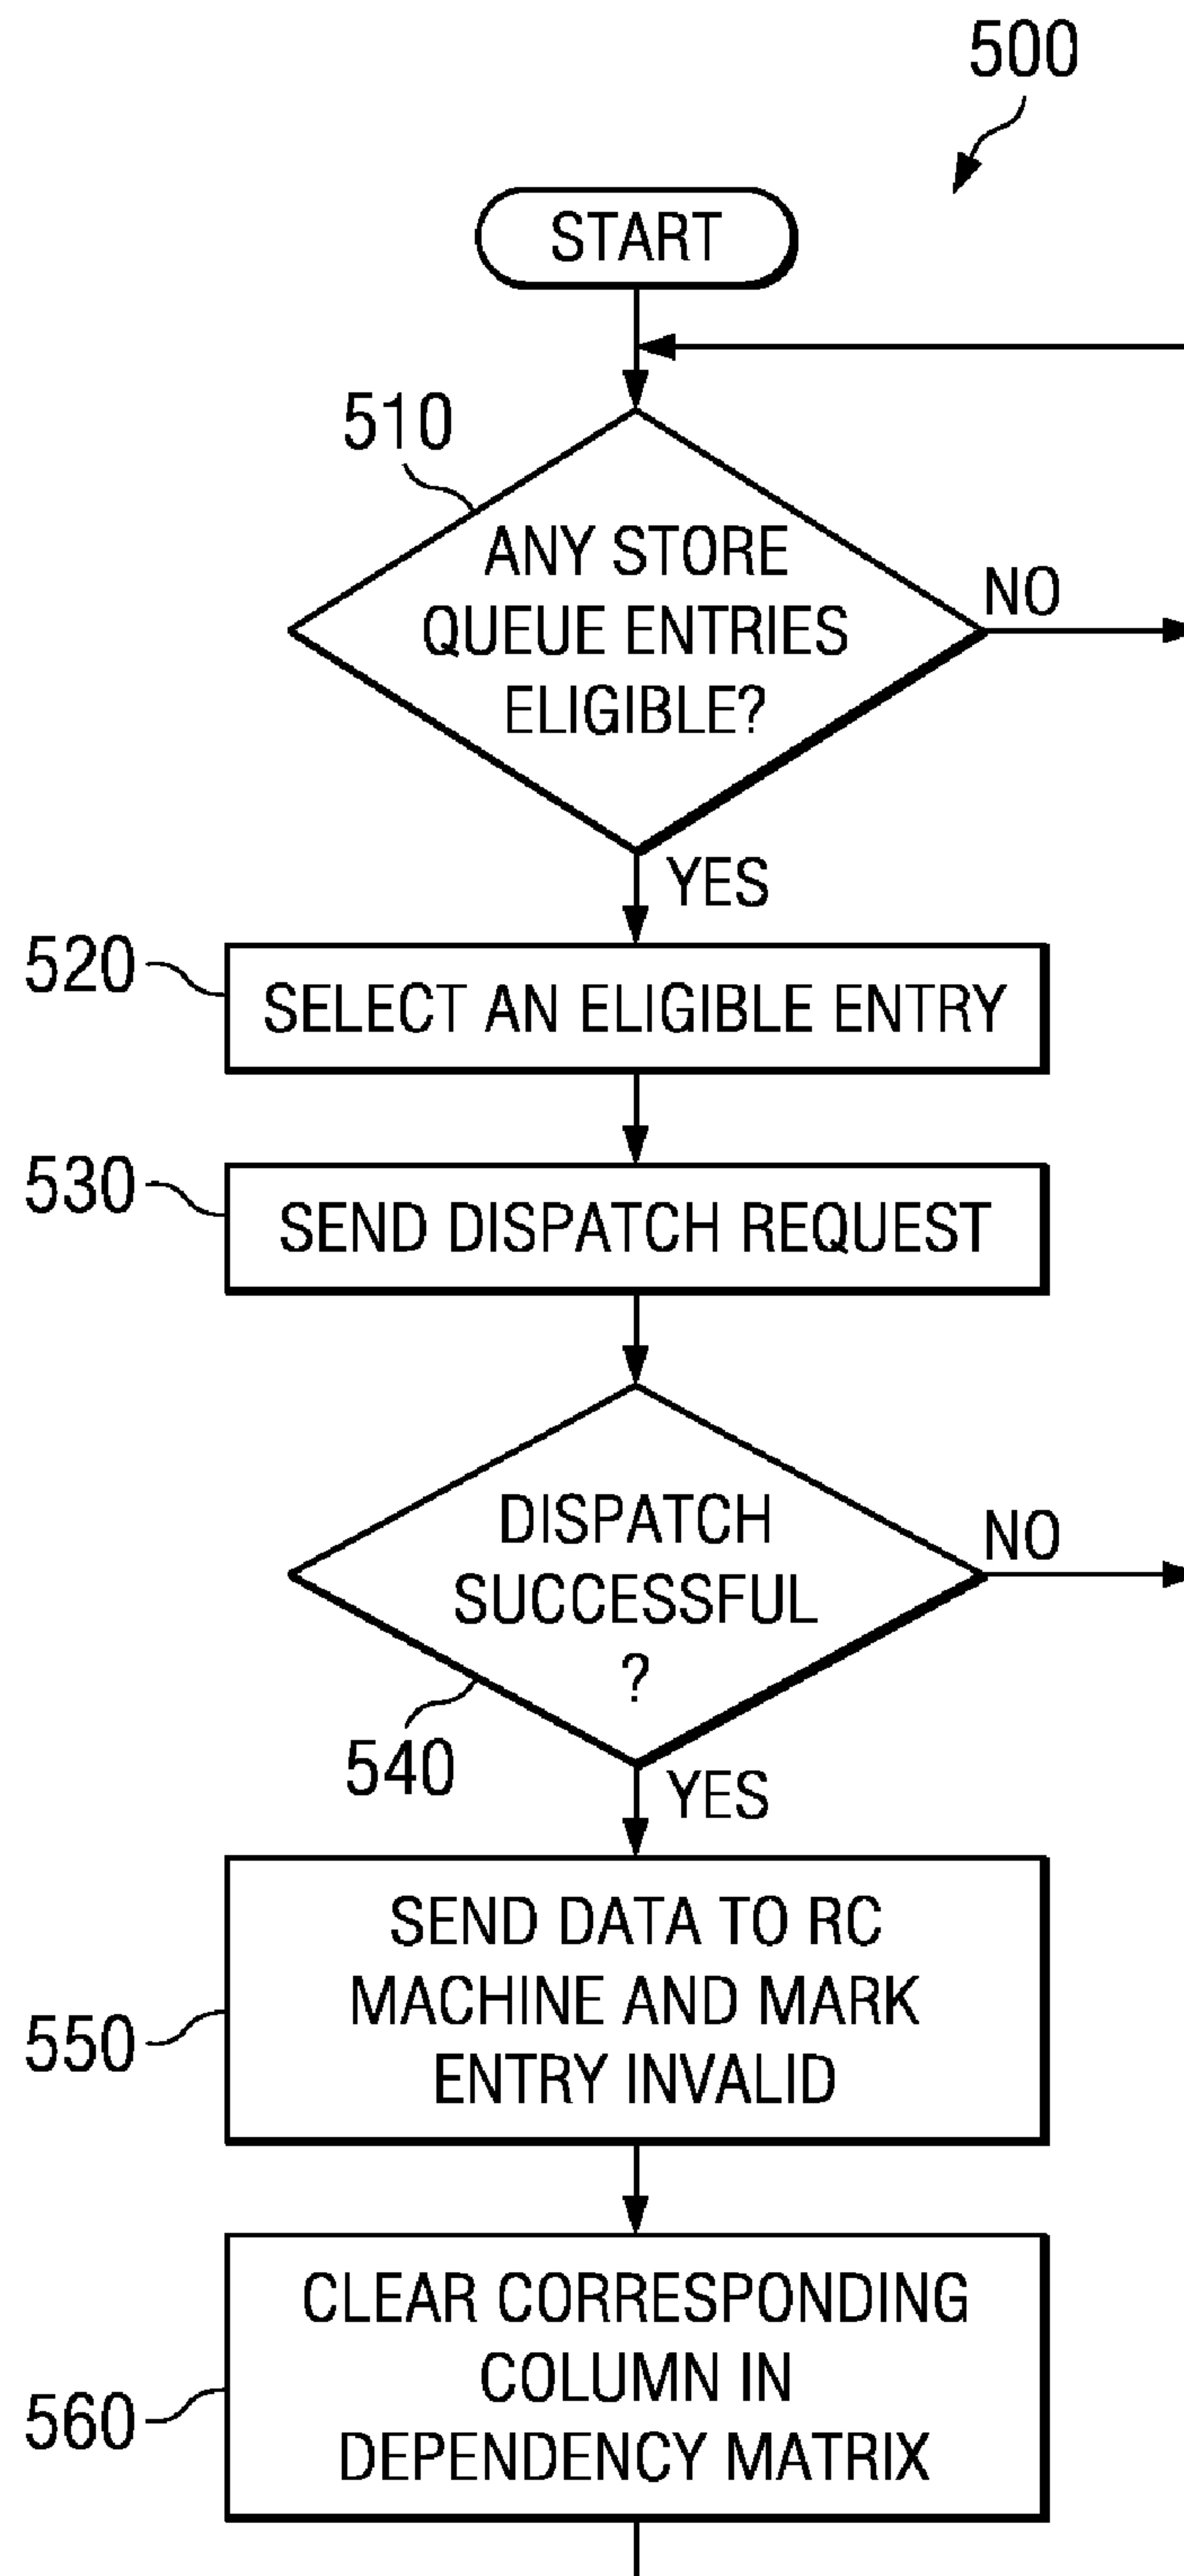 500
START
510
ANY STORE
QUEUE ENTRIES
ELIGIBLE?
NO
YES
520
SELECT AN ELIGIBLE ENTRY
530
SEND DISPATCH REQUEST
DISPATCH
SUCCESSFUL
?
NO
540
YES
SEND DATA TO RC
MACHINE AND MARK
ENTRY INVALID
550
CLEAR CORRESPONDING
COLUMN IN
DEPENDENCY MATRIX
560